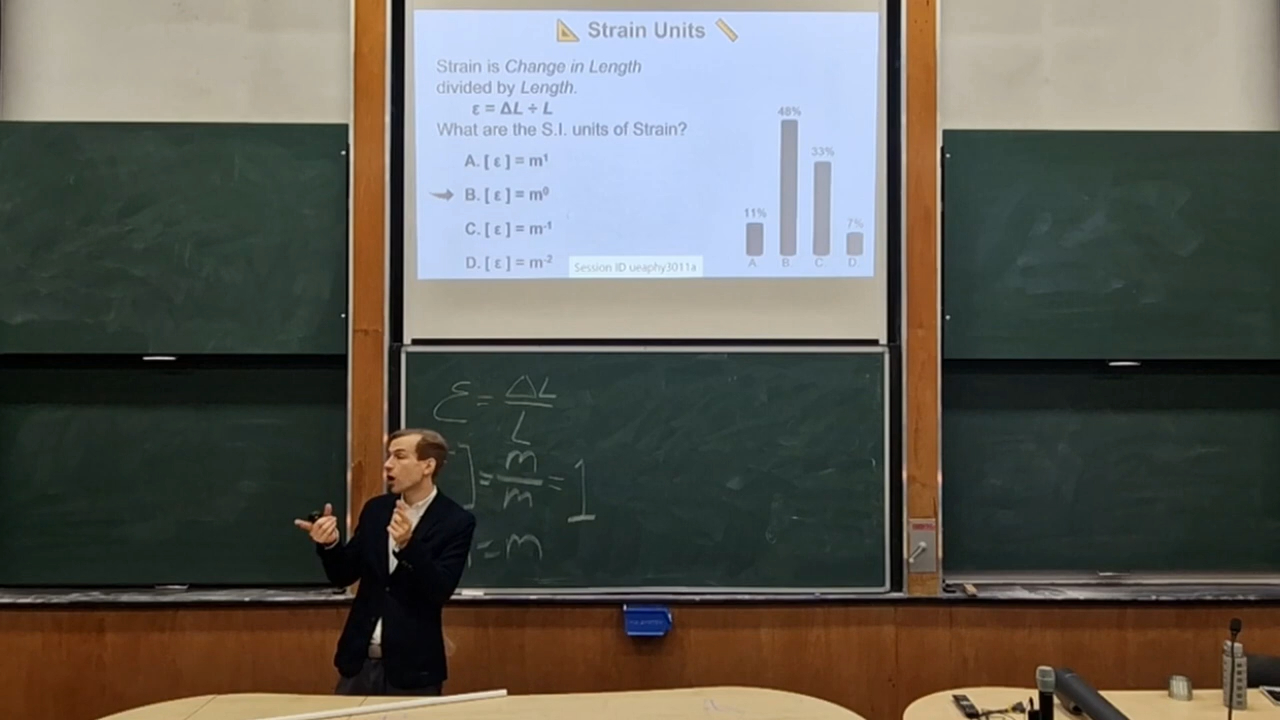 Strain Units
Strain is Change in Length
divided by Length.
ε = ΔL ÷ L
What are the S.I. units of Strain?
A. [ ε ] = m¹
B. [ ε ] = m⁰
C. [ ε ] = m⁻¹
D. [ ε ] = m⁻²
Session ID ueaphy3011a
48%
33%
11%
7%
A B C D
ε = ΔL
L
] = m = 1
m
= m